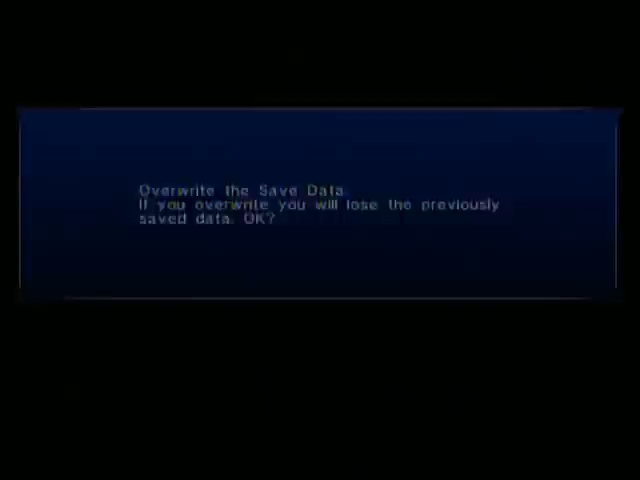 Overwrite the Save Data.
If you overwrite you will lose the previously
saved data. OK?